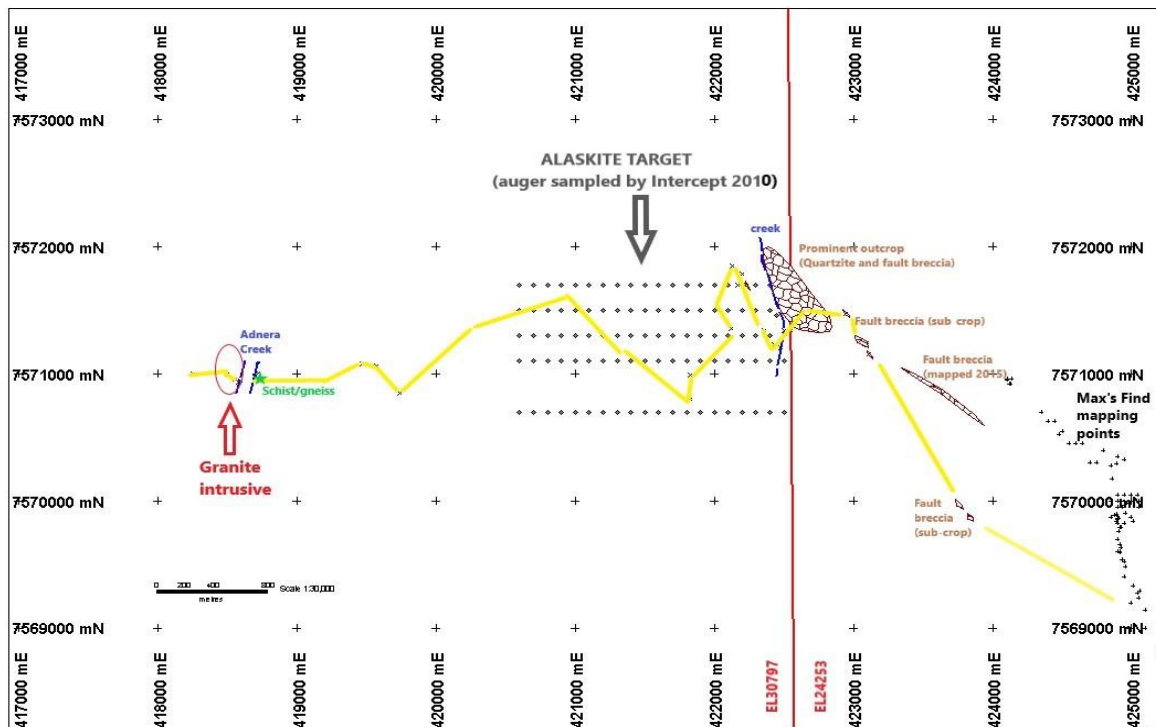 417000 mE
418000 mE
419000 mE
420000 mE
421000 mE
422000 mE
423000 mE
424000 mE
425000 mE
7573000 mN
7573000 mN
ALASKITE TARGET
(auger sampled by Intercept 2010)
7572000 mN
creek
Prominent outcrop
(Quartzite and fault breccia)
7572000 mN
Adnera
Creek
Fault breccia (sub-crop)
7571000 mN
Schist/gneiss
Fault breccia
(mapped 2015)
7571000 mN
Max's Find
mapping
points
Granite
intrusive
7570000 mN
Fault
breccia
(sub-crop)
7570000 mN
0 200 400 800
metres
Scale 1:30,000
7569000 mN
7569000 mN
EL30797
EL24253
417000 mE
418000 mE
419000 mE
420000 mE
421000 mE
422000 mE
423000 mE
424000 mE
425000 mE